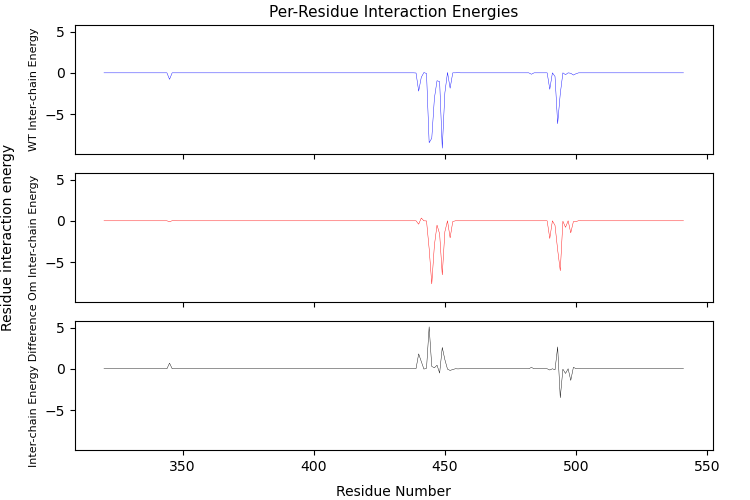 Per-Residue Interaction Energies
Residue interaction energy
WT Inter-chain Energy
5
0
−5
Om Inter-chain Energy
5
0
−5
Inter-chain Energy Difference
5
0
−5
350
400
450
500
550
Residue Number